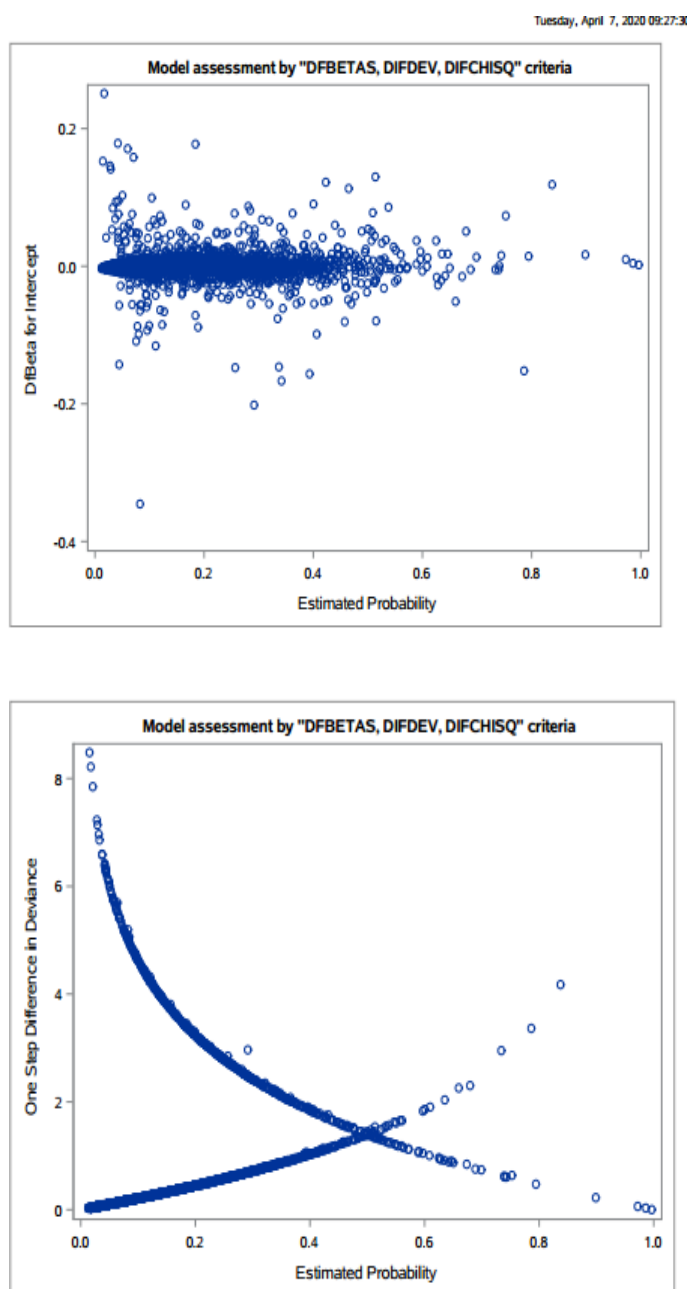 Tuesday, April 7, 2020 09:27:30
Model assessment by "DFBETAS, DIFDEV, DIFCHISQ" criteria
DfBeta for Intercept
0.2
0.0
-0.2
-0.4
0.0 0.2 0.4 0.6 0.8 1.0
Estimated Probability
Model assessment by "DFBETAS, DIFDEV, DIFCHISQ" criteria
One Step Difference in Deviance
8
6
4
2
0
0.0 0.2 0.4 0.6 0.8 1.0
Estimated Probability